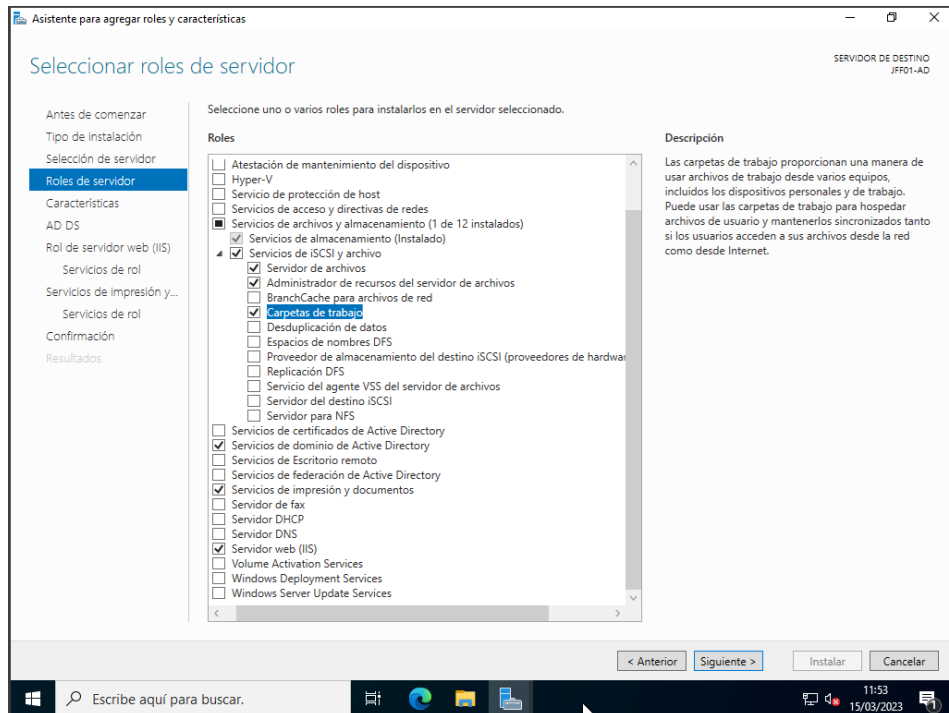 Asistente para agregar roles y características
Seleccionar roles de servidor
SERVIDOR DE DESTINO
JFF01-AD
Antes de comenzar
Tipo de instalación
Selección de servidor
Roles de servidor
Características
AD DS
Rol de servidor web (IIS)
Servicios de rol
Servicios de impresión y...
Servicios de rol
Confirmación
Resultados
Seleccione uno o varios roles para instalarlos en el servidor seleccionado.
Roles
Atestación de mantenimiento del dispositivo
Hyper-V
Servicio de protección de host
Servicios de acceso y directivas de redes
Servicios de archivos y almacenamiento (1 de 12 instalados)
Servicios de almacenamiento (Instalado)
Servicios de iSCSI y archivo
Servidor de archivos
Administrador de recursos del servidor de archivos
BranchCache para archivos de red
Carpetas de trabajo
Desduplicación de datos
Espacios de nombres DFS
Proveedor de almacenamiento del destino iSCSI (proveedores de hardwa
Replicación DFS
Servicio del agente VSS del servidor de archivos
Servidor del destino iSCSI
Servidor para NFS
Servicios de certificados de Active Directory
Servicios de dominio de Active Directory
Servicios de Escritorio remoto
Servicios de federación de Active Directory
Servicios de impresión y documentos
Servidor de fax
Servidor DHCP
Servidor DNS
Servidor web (IIS)
Volume Activation Services
Windows Deployment Services
Windows Server Update Services
Descripción
Las carpetas de trabajo proporcionan una manera de
usar archivos de trabajo desde varios equipos,
incluidos los dispositivos personales y de trabajo.
Puede usar las carpetas de trabajo para hospedar
archivos de usuario y mantenerlos sincronizados tanto
si los usuarios acceden a sus archivos desde la red
como desde Internet.
< Anterior
Siguiente >
Instalar
Cancelar
Escribe aquí para buscar.
11:53
15/03/2023
1